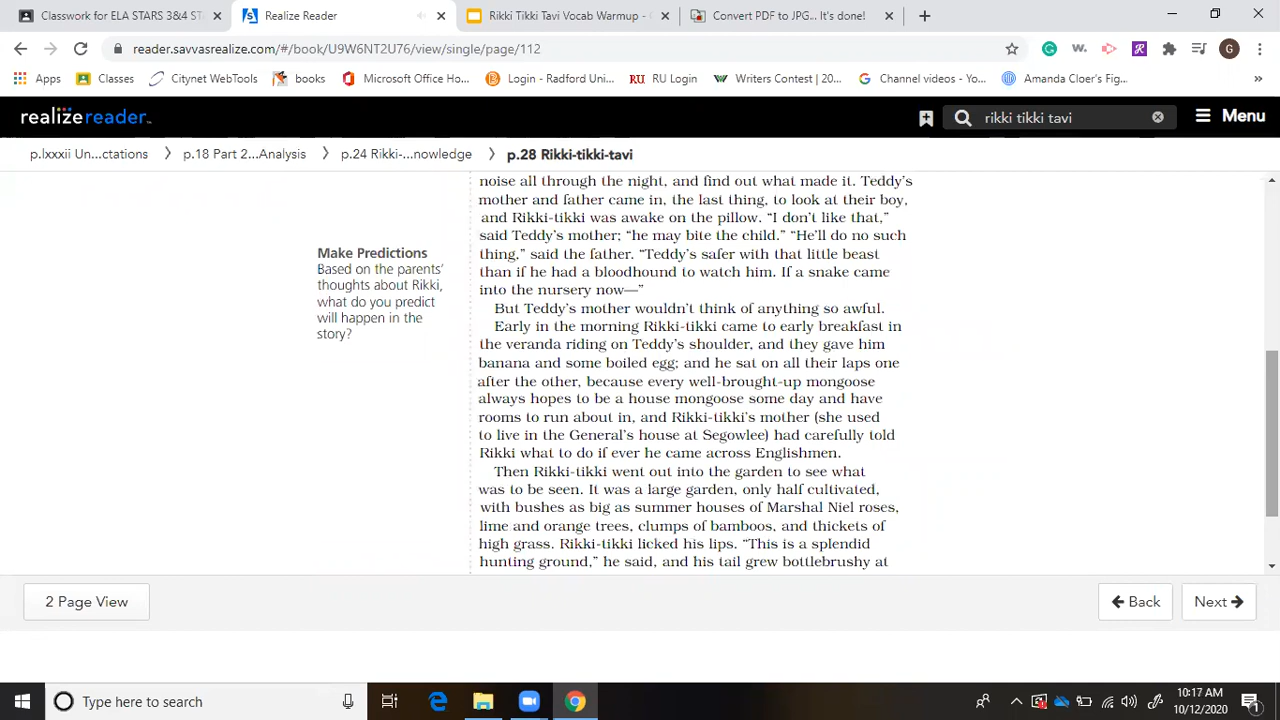 Classwork for ELA STARS 3&4 ST
Realize Reader
Rikki Tikki Tavi Vocab Warmup - G
Convert PDF to JPG... It's done!
reader.savvasrealize.com/#/book/U9W6NT2U76/view/single/page/112
G
Apps
Classes
Citynet WebTools
books
Microsoft Office Ho...
Login - Radford Uni...
RU Login
Writers Contest | 20...
Channel videos - Yo...
Amanda Cloer's Fig...
realizereader
rikki tikki tavi
Menu
p.lxxxii Un...ctations
p.18 Part 2...Analysis
p.24 Rikki-...nowledge
p.28 Rikki-tikki-tavi
Make Predictions
Based on the parents'
thoughts about Rikki,
what do you predict
will happen in the
story?
noise all through the night, and find out what made it. Teddy's
mother and father came in, the last thing, to look at their boy,
and Rikki-tikki was awake on the pillow. “I don't like that,”
said Teddy's mother; “he may bite the child.” “He'll do no such
thing,” said the father. “Teddy's safer with that little beast
than if he had a bloodhound to watch him. If a snake came
into the nursery now—”
But Teddy's mother wouldn't think of anything so awful.
Early in the morning Rikki-tikki came to early breakfast in
the veranda riding on Teddy's shoulder, and they gave him
banana and some boiled egg; and he sat on all their laps one
after the other, because every well-brought-up mongoose
always hopes to be a house mongoose some day and have
rooms to run about in, and Rikki-tikki's mother (she used
to live in the General's house at Segowlee) had carefully told
Rikki what to do if ever he came across Englishmen.
Then Rikki-tikki went out into the garden to see what
was to be seen. It was a large garden, only half cultivated,
with bushes as big as summer houses of Marshal Niel roses,
lime and orange trees, clumps of bamboos, and thickets of
high grass. Rikki-tikki licked his lips. “This is a splendid
hunting ground,” he said, and his tail grew bottlebrushy at
2 Page View
Back
Next
Type here to search
10:17 AM
10/12/2020